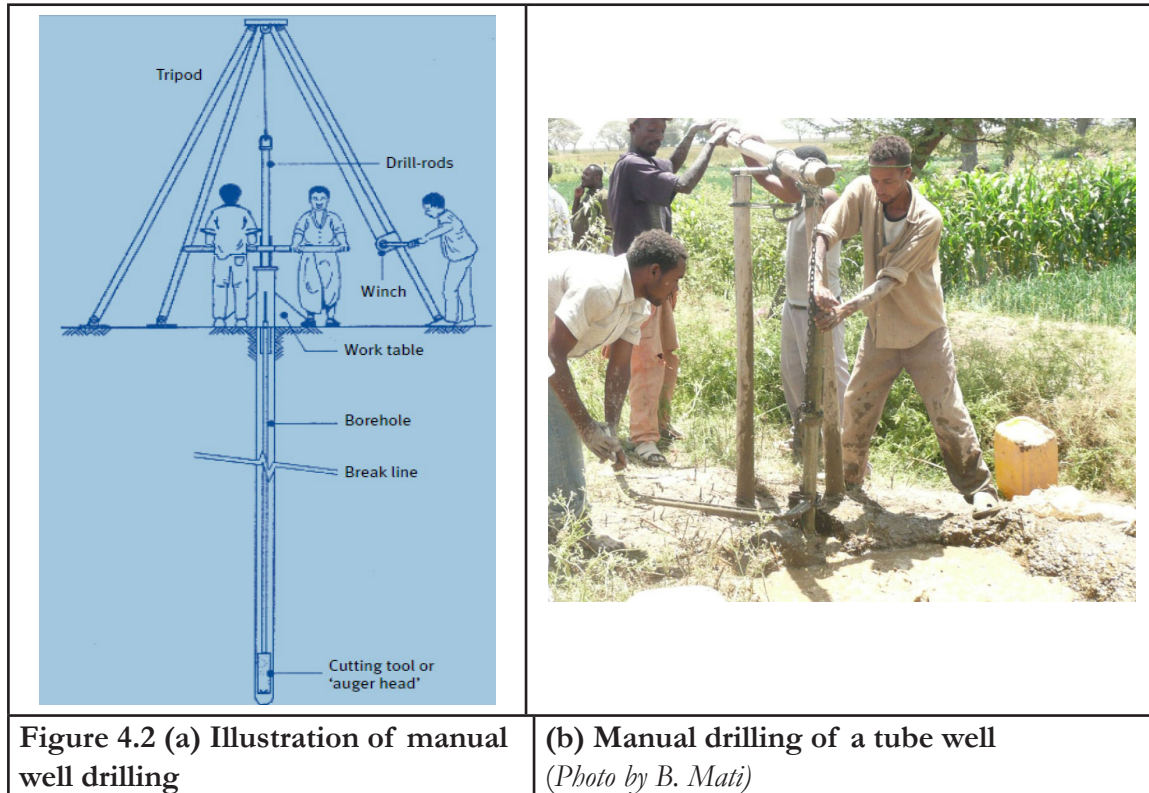 Tripod
Drill-rods
Winch
Work table
Borehole
Break line
Cutting tool or
'auger head'
Figure 4.2 (a) Illustration of manual
well drilling
(b) Manual drilling of a tube well
(Photo by B. Mati)